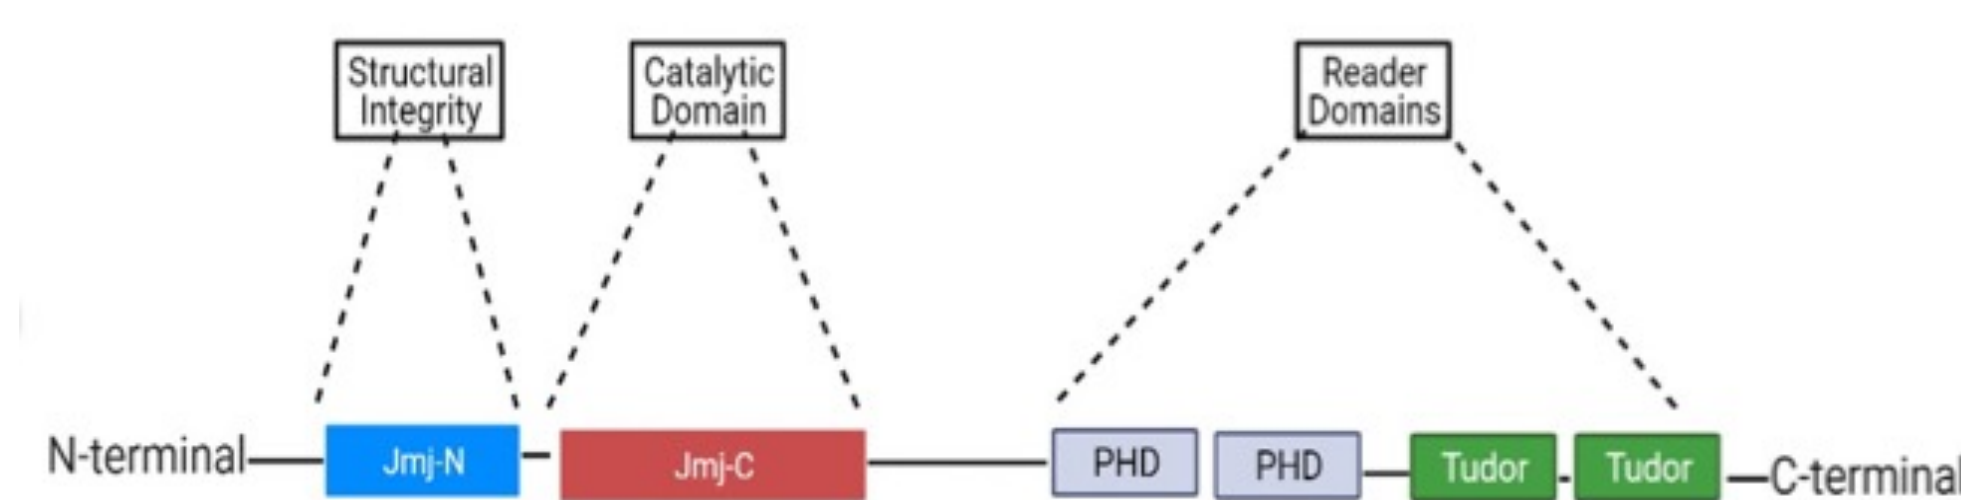 Structural
Integrity
Catalytic
Domain
Reader
Domains
N-terminal
Jmj-N
Jmj-C
PHD
PHD
Tudor
Tudor
C-terminal